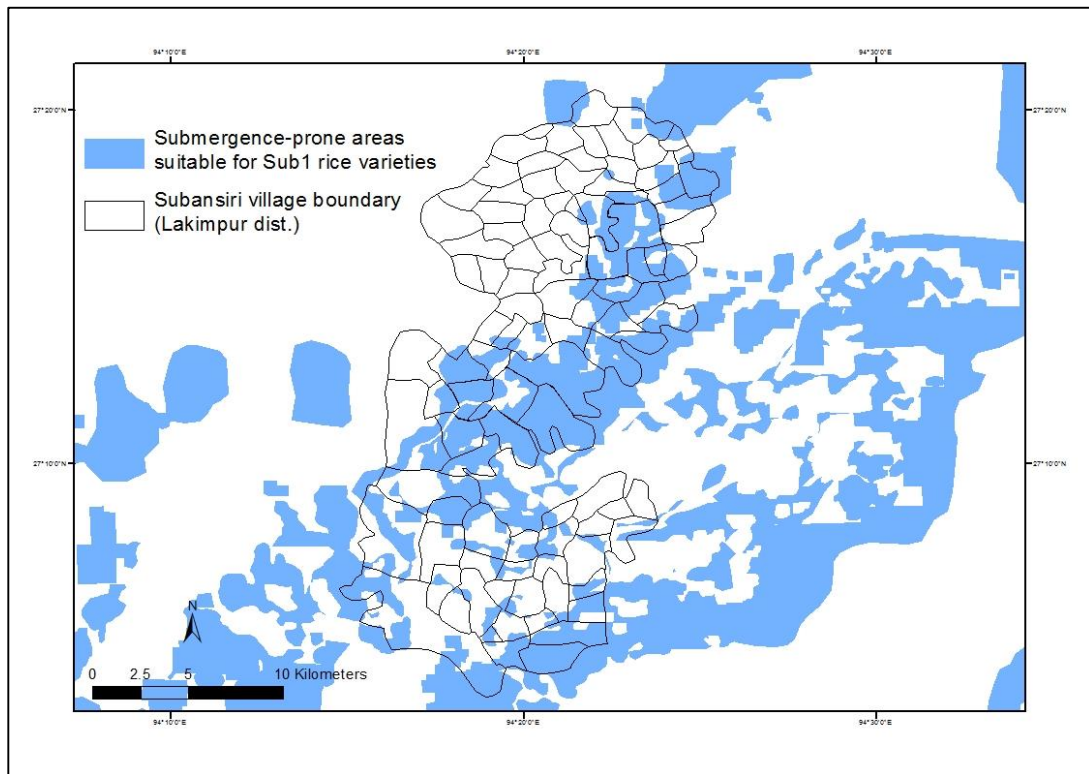 94°10'0"E 94°20'0"E 94°30'0"E
27°20'0"N 27°20'0"N
Submergence-prone areas
suitable for Sub1 rice varieties
Subansiri village boundary
(Lakimpur dist.)
27°10'0"N 27°10'0"N
N
0 2.5 5 10 Kilometers
94°10'0"E 94°20'0"E 94°30'0"E